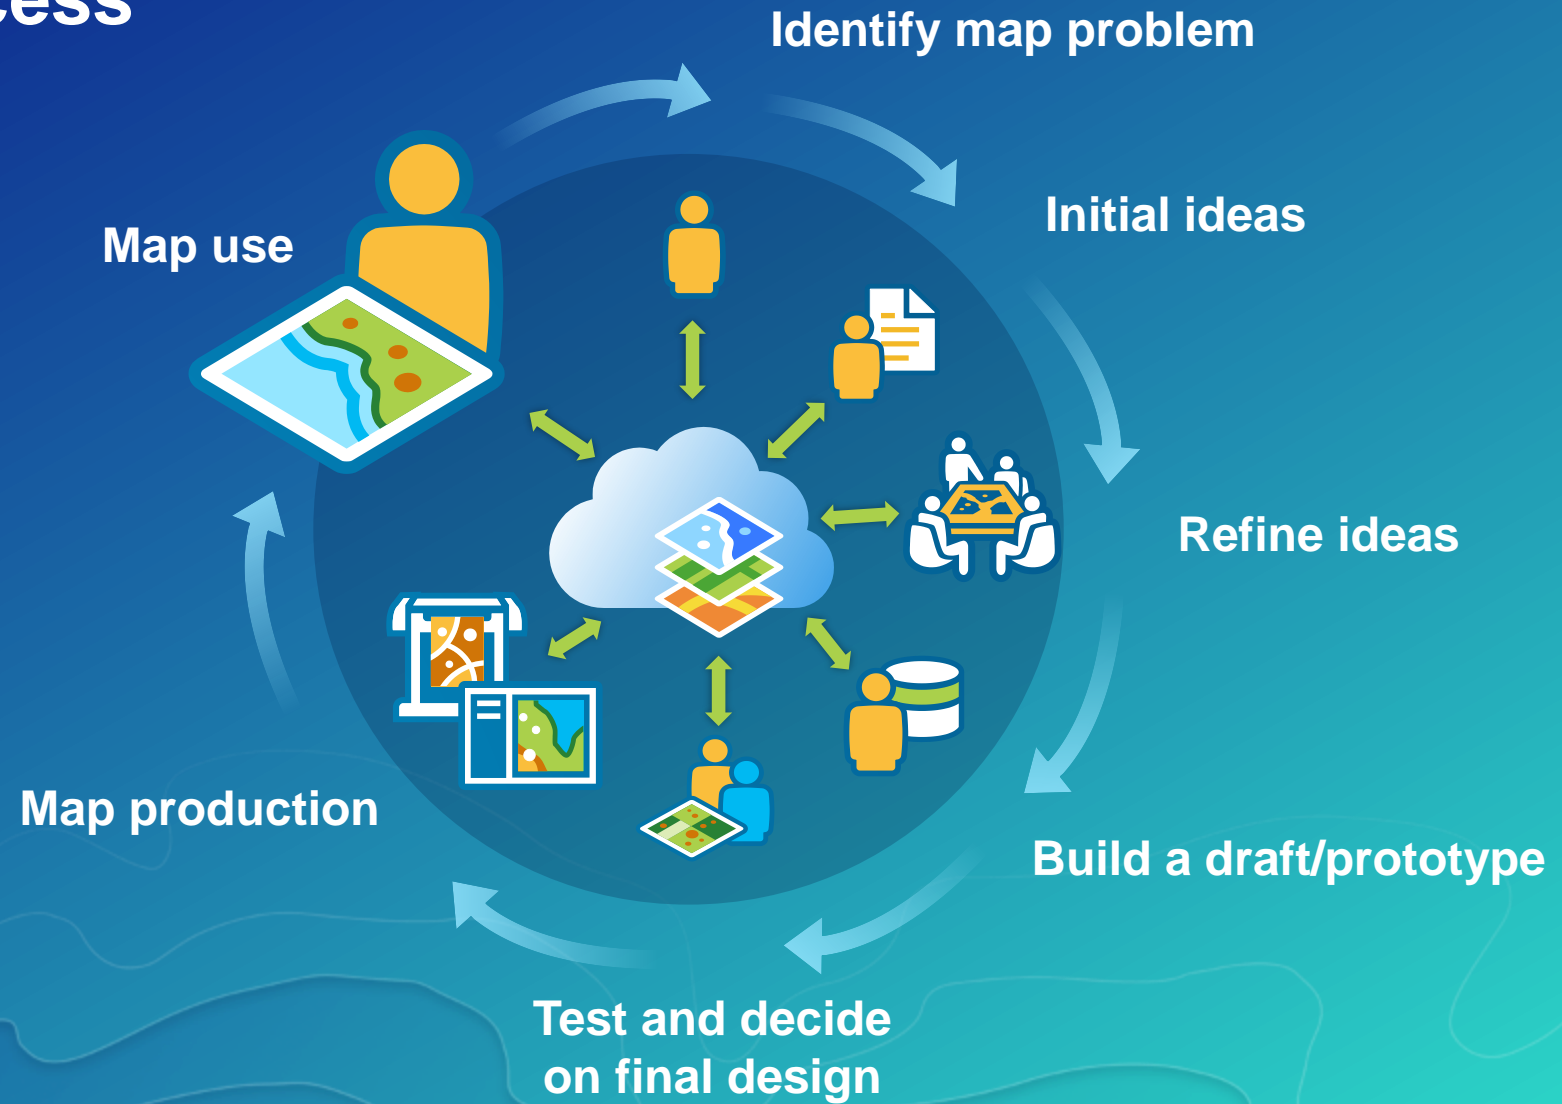 Identify map problem
Initial ideas
Map use
Refine ideas
Map production
Build a draft/prototype
Test and decide
on final design